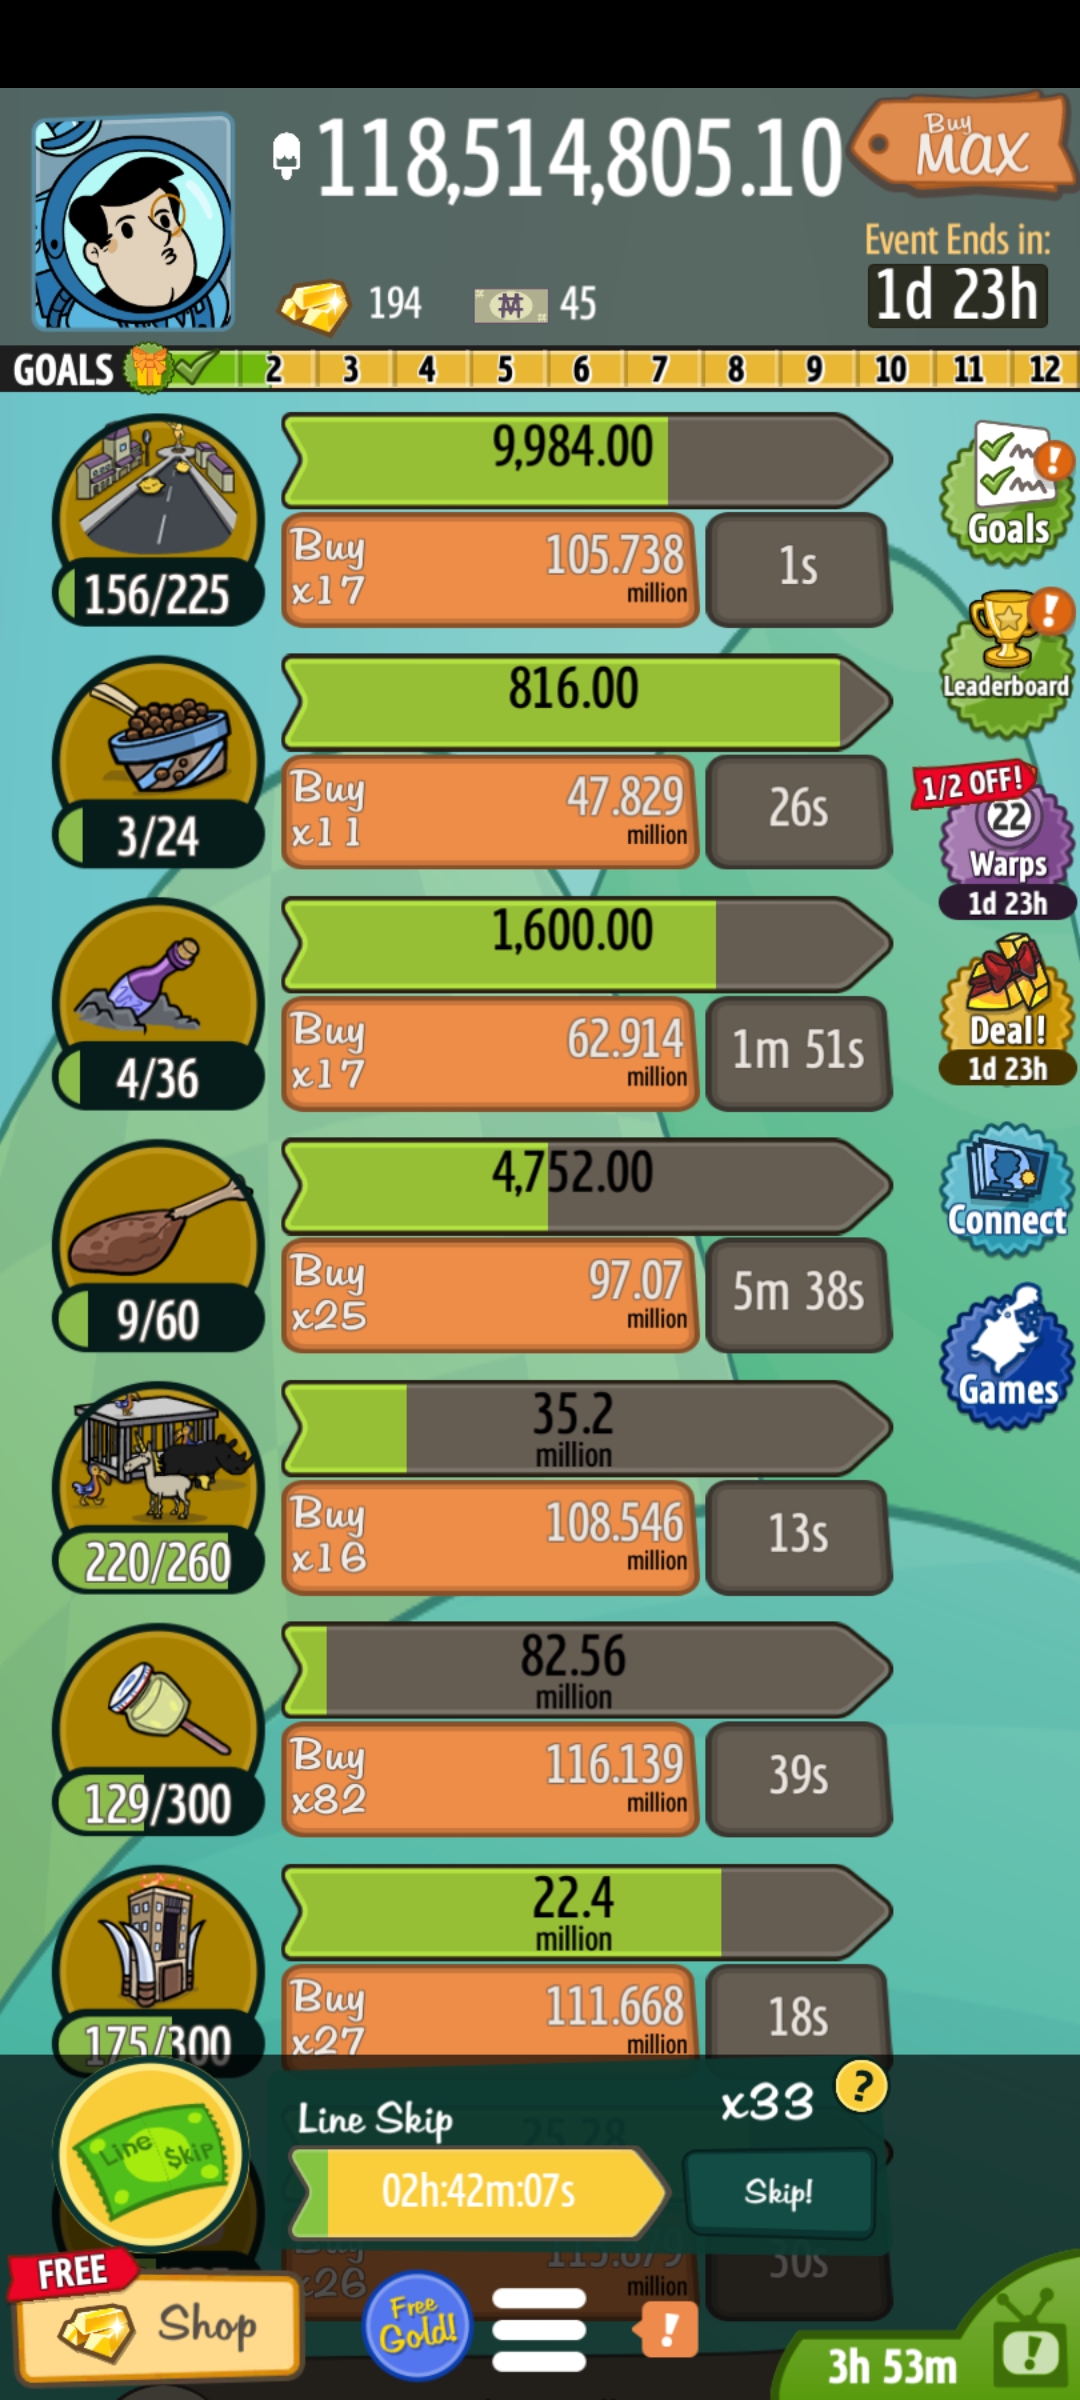 118,514,805.10
Buy
MAX
Event Ends in:
1d 23h
194
45
GOALS 2 3 4 5 6 7 8 9 10 11 12
9,984.00
Buy
x17
105.738
million
1s
156/225
Goals
816.00
Buy
x11
47.829
million
26s
3/24
Leaderboard
1/2 OFF!
22
Warps
1d 23h
1,600.00
Buy
x17
62.914
million
1m 51s
4/36
Deal!
1d 23h
4,752.00
Buy
x25
97.07
million
5m 38s
9/60
Connect
Games
35.2
million
Buy
x16
108.546
million
13s
220/260
82.56
million
Buy
x82
116.139
million
39s
129/300
22.4
million
Buy
x27
111.668
million
18s
175/300
Line Skip
Line Skip
x33
?
25.28
02h:42m:07s
Skip!
x26
million
30s
FREE
Shop
Free
Gold!
!
3h 53m
!